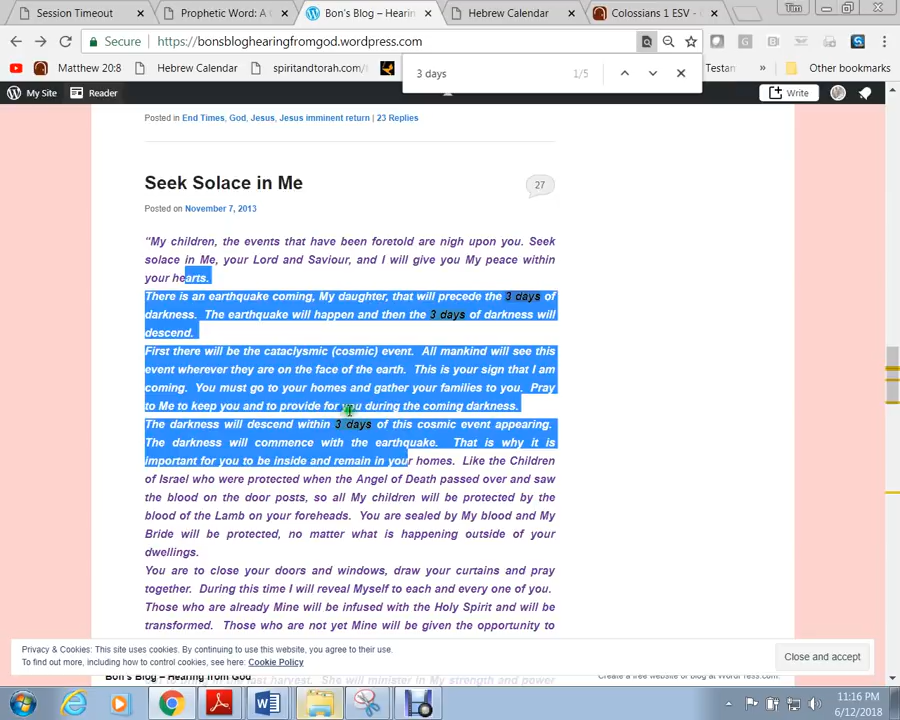 Session Timeout
Prophetic Word: A C
Bon's Blog – Hearin
Hebrew Calendar
Colossians 1 ESV -
Tim
Secure
https://bonsbloghearingfromgod.wordpress.com
Matthew 20:8
Hebrew Calendar
spiritandtorah.com/
3 days
1/5
Testan
»
Other bookmarks
My Site
Reader
Write
Posted in End Times, God, Jesus, Jesus imminent return | 23 Replies
Seek Solace in Me
27
Posted on November 7, 2013
"My children, the events that have been foretold are nigh upon you. Seek
solace in Me, your Lord and Saviour, and I will give you My peace within
your hearts.
There is an earthquake coming, My daughter, that will precede the 3 days of
darkness. The earthquake will happen and then the 3 days of darkness will
descend.
First there will be the cataclysmic (cosmic) event. All mankind will see this
event wherever they are on the face of the earth. This is your sign that I am
coming. You must go to your homes and gather your families to you. Pray
to Me to keep you and to provide for you during the coming darkness.
The darkness will descend within 3 days of this cosmic event appearing.
The darkness will commence with the earthquake. That is why it is
important for you to be inside and remain in your homes. Like the Children
of Israel who were protected when the Angel of Death passed over and saw
the blood on the door posts, so all My children will be protected by the
blood of the Lamb on your foreheads. You are sealed by My blood and My
Bride will be protected, no matter what is happening outside of your
dwellings.
You are to close your doors and windows, draw your curtains and pray
together. During this time I will reveal Myself to each and every one of you.
Those who are already Mine will be infused with the Holy Spirit and will be
transformed. Those who are not yet Mine will be given the opportunity to
Privacy & Cookies: This site uses cookies. By continuing to use this website, you agree to their use.
To find out more, including how to control cookies, see here: Cookie Policy
Close and accept
Bon's Blog – Hearing from God
Create a free website or blog at WordPress.com.
11:16 PM
6/12/2018